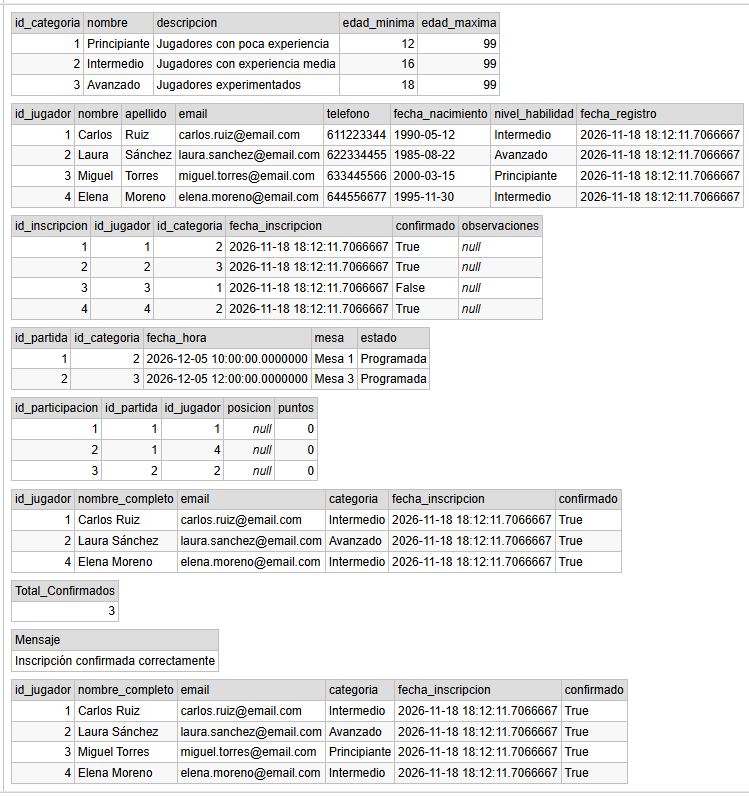 id_categoria nombre descripcion edad_minima edad_maxima
1 Principiante Jugadores con poca experiencia 12 99
2 Intermedio Jugadores con experiencia media 16 99
3 Avanzado Jugadores experimentados 18 99
id_jugador nombre apellido email telefono fecha_nacimiento nivel_habilidad fecha_registro
1 Carlos Ruiz carlos.ruiz@email.com 611223344 1990-05-12 Intermedio 2026-11-18 18:12:11.7066667
2 Laura Sánchez laura.sanchez@email.com 622334455 1985-08-22 Avanzado 2026-11-18 18:12:11.7066667
3 Miguel Torres miguel.torres@email.com 633445566 2000-03-15 Principiante 2026-11-18 18:12:11.7066667
4 Elena Moreno elena.moreno@email.com 644556677 1995-11-30 Intermedio 2026-11-18 18:12:11.7066667
id_inscripcion id_jugador id_categoria fecha_inscripcion confirmado observaciones
1 1 2 2026-11-18 18:12:11.7066667 True null
2 2 3 2026-11-18 18:12:11.7066667 True null
3 3 1 2026-11-18 18:12:11.7066667 False null
4 4 2 2026-11-18 18:12:11.7066667 True null
id_partida id_categoria fecha_hora mesa estado
1 2 2026-12-05 10:00:00.0000000 Mesa 1 Programada
2 3 2026-12-05 12:00:00.0000000 Mesa 3 Programada
id_participacion id_partida id_jugador posicion puntos
1 1 1 null 0
2 1 4 null 0
3 2 2 null 0
id_jugador nombre_completo email categoria fecha_inscripcion confirmado
1 Carlos Ruiz carlos.ruiz@email.com Intermedio 2026-11-18 18:12:11.7066667 True
2 Laura Sánchez laura.sanchez@email.com Avanzado 2026-11-18 18:12:11.7066667 True
4 Elena Moreno elena.moreno@email.com Intermedio 2026-11-18 18:12:11.7066667 True
Total_Confirmados
3
Mensaje
Inscripción confirmada correctamente
id_jugador nombre_completo email categoria fecha_inscripcion confirmado
1 Carlos Ruiz carlos.ruiz@email.com Intermedio 2026-11-18 18:12:11.7066667 True
2 Laura Sánchez laura.sanchez@email.com Avanzado 2026-11-18 18:12:11.7066667 True
3 Miguel Torres miguel.torres@email.com Principiante 2026-11-18 18:12:11.7066667 True
4 Elena Moreno elena.moreno@email.com Intermedio 2026-11-18 18:12:11.7066667 True